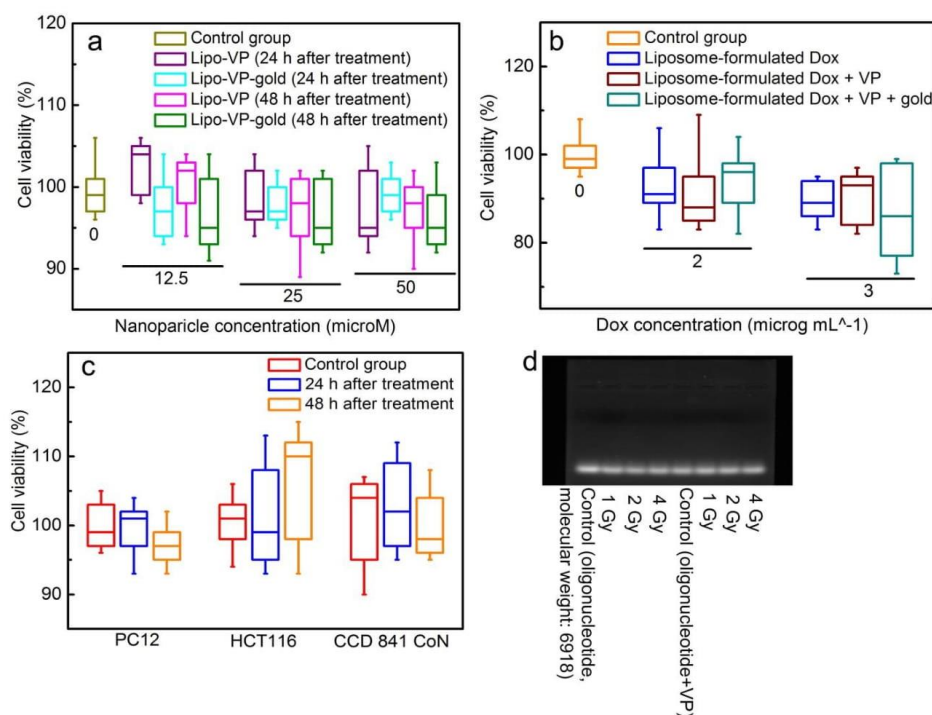 a
Control group
Lipo-VP (24 h after treatment)
Lipo-VP-gold (24 h after treatment)
Lipo-VP (48 h after treatment)
Lipo-VP-gold (48 h after treatment)
120
110
100
90
Cell viability (%)
0
12.5
25
50
Nanoparicle concentration (microM)
b
Control group
Liposome-formulated Dox
Liposome-formulated Dox + VP
Liposome-formulated Dox + VP + gold
120
100
80
Cell viability (%)
0
2
3
Dox concentration (microg mL^-1)
c
Control group
24 h after treatment
48 h after treatment
120
110
100
90
Cell viability (%)
PC12
HCT116
CCD 841 CoN
d
Control (oligonucleotide,
molecular weight: 6918)
1 Gy
2 Gy
4 Gy
Control (oligonucleotide+VP)
1 Gy
2 Gy
4 Gy